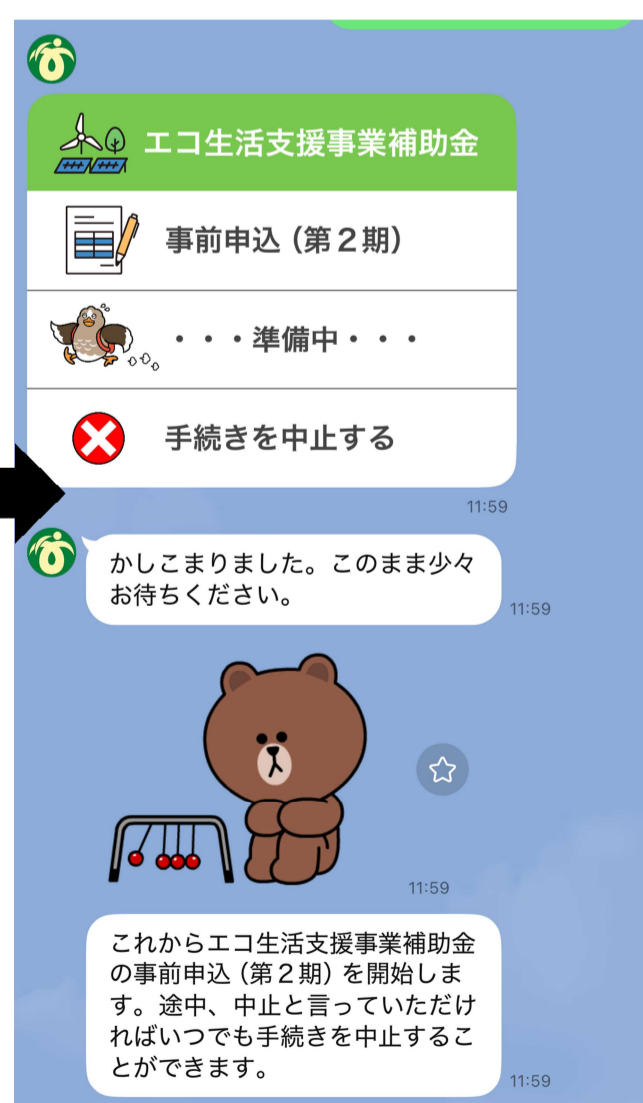 エコ生活支援事業補助金
事前申込（第２期）
・・・準備中・・・
手続きを中止する
11:59
かしこまりました。このまま少々
お待ちください。
11:59
11:59
これからエコ生活支援事業補助金
の事前申込（第２期）を開始しま
す。途中、中止と言っていただけ
ればいつでも手続きを中止するこ
とができます。
11:59